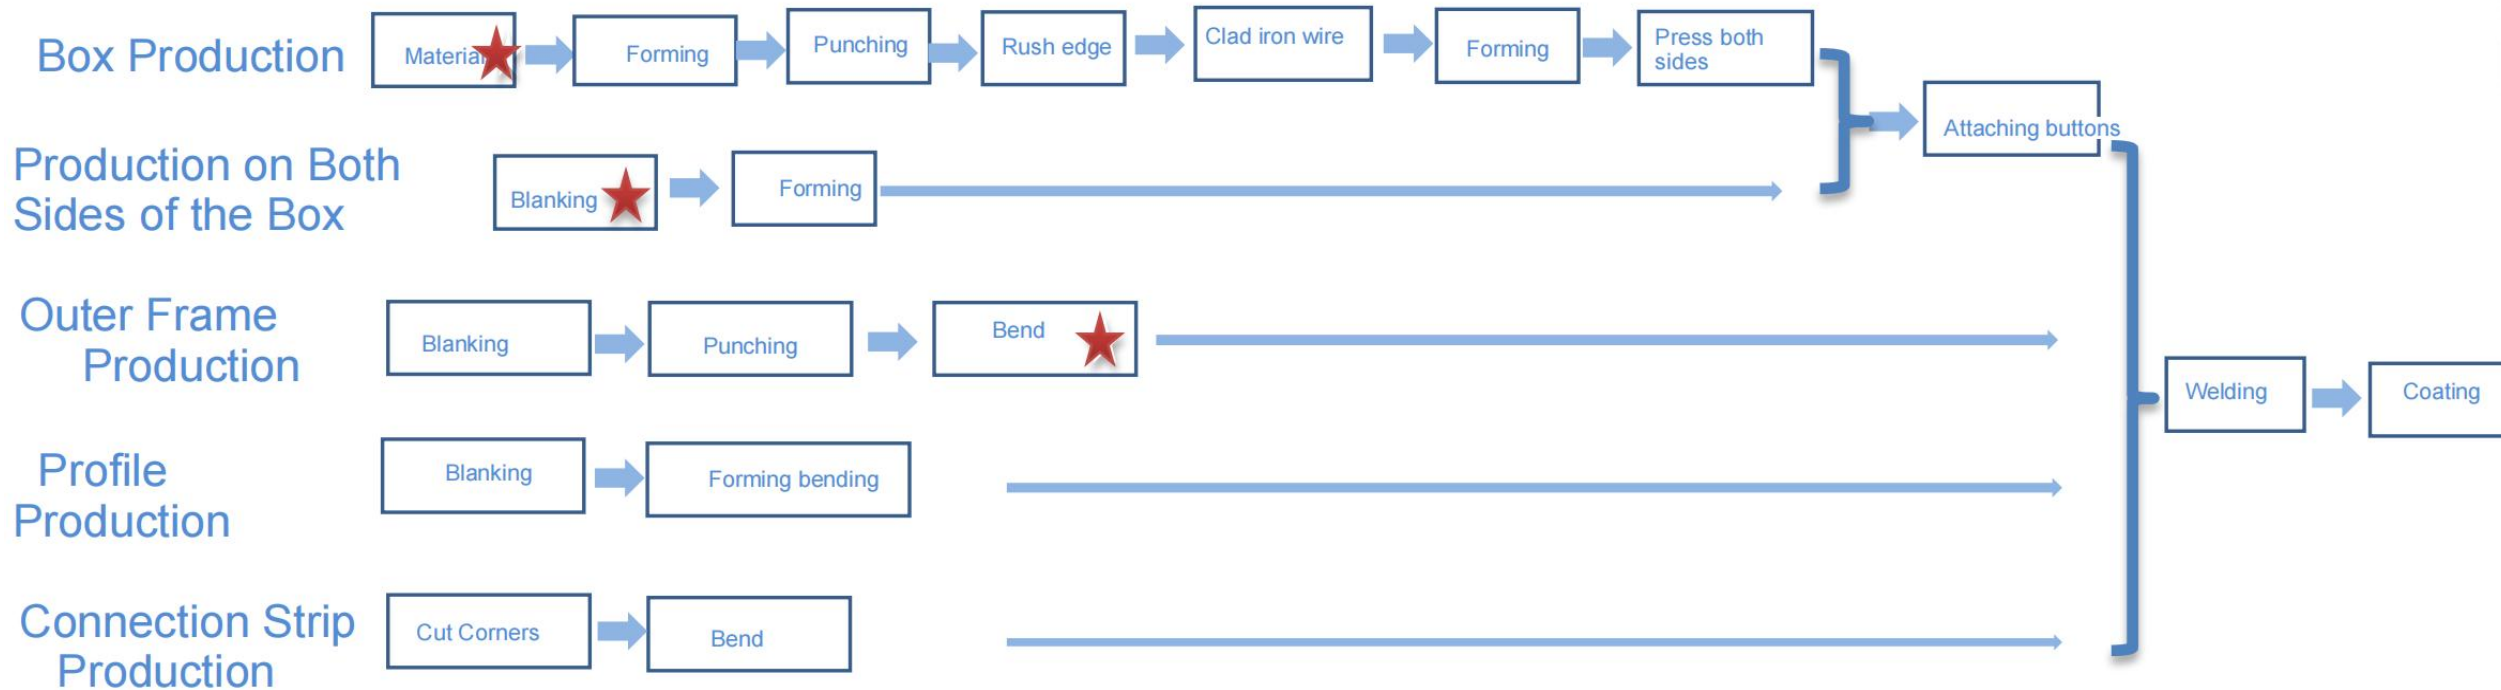 Box Production
Material
Forming
Punching
Rush edge
Clad iron wire
Forming
Press both
sides
Attaching buttons
Production on Both
Sides of the Box
Blanking
Forming
Outer Frame
Production
Blanking
Punching
Bend
Welding
Coating
Profile
Production
Blanking
Forming bending
Connection Strip
Production
Cut Corners
Bend